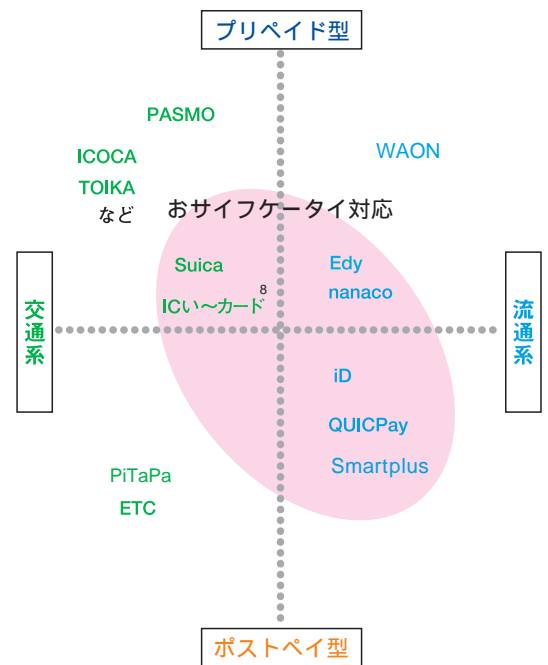 プリペイド型
PASMO
WAON
ICOCA
TOIKA
など
おサイフケータイ対応
Suica
Edy
ICい〜カード8
nanaco
交通系
流通系
iD
QUICPay
Smartplus
PiTaPa
ETC
ポストペイ型